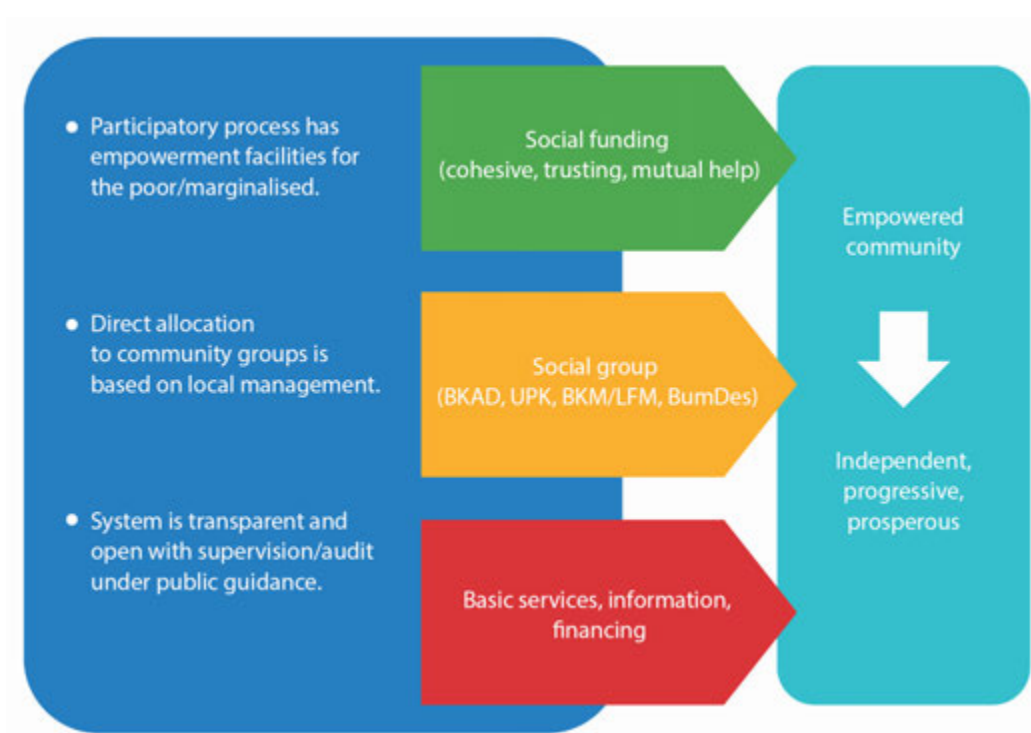 ● Participatory process has
empowerment facilities for
the poor/marginalised.
● Direct allocation
to community groups is
based on local management.
● System is transparent and
open with supervision/audit
under public guidance.
Social funding
(cohesive, trusting, mutual help)
Social group
(BKAD, UPK, BKM/LFM, BumDes)
Basic services, information,
financing
Empowered
community
Independent,
progressive,
prosperous